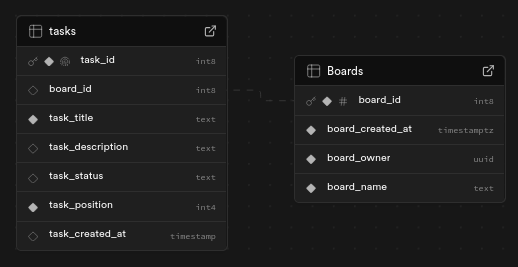 tasks
task_id int8
board_id int8
task_title text
task_description text
task_status text
task_position int4
task_created_at timestamp
Boards
# board_id int8
board_created_at timestamptz
board_owner uuid
board_name text